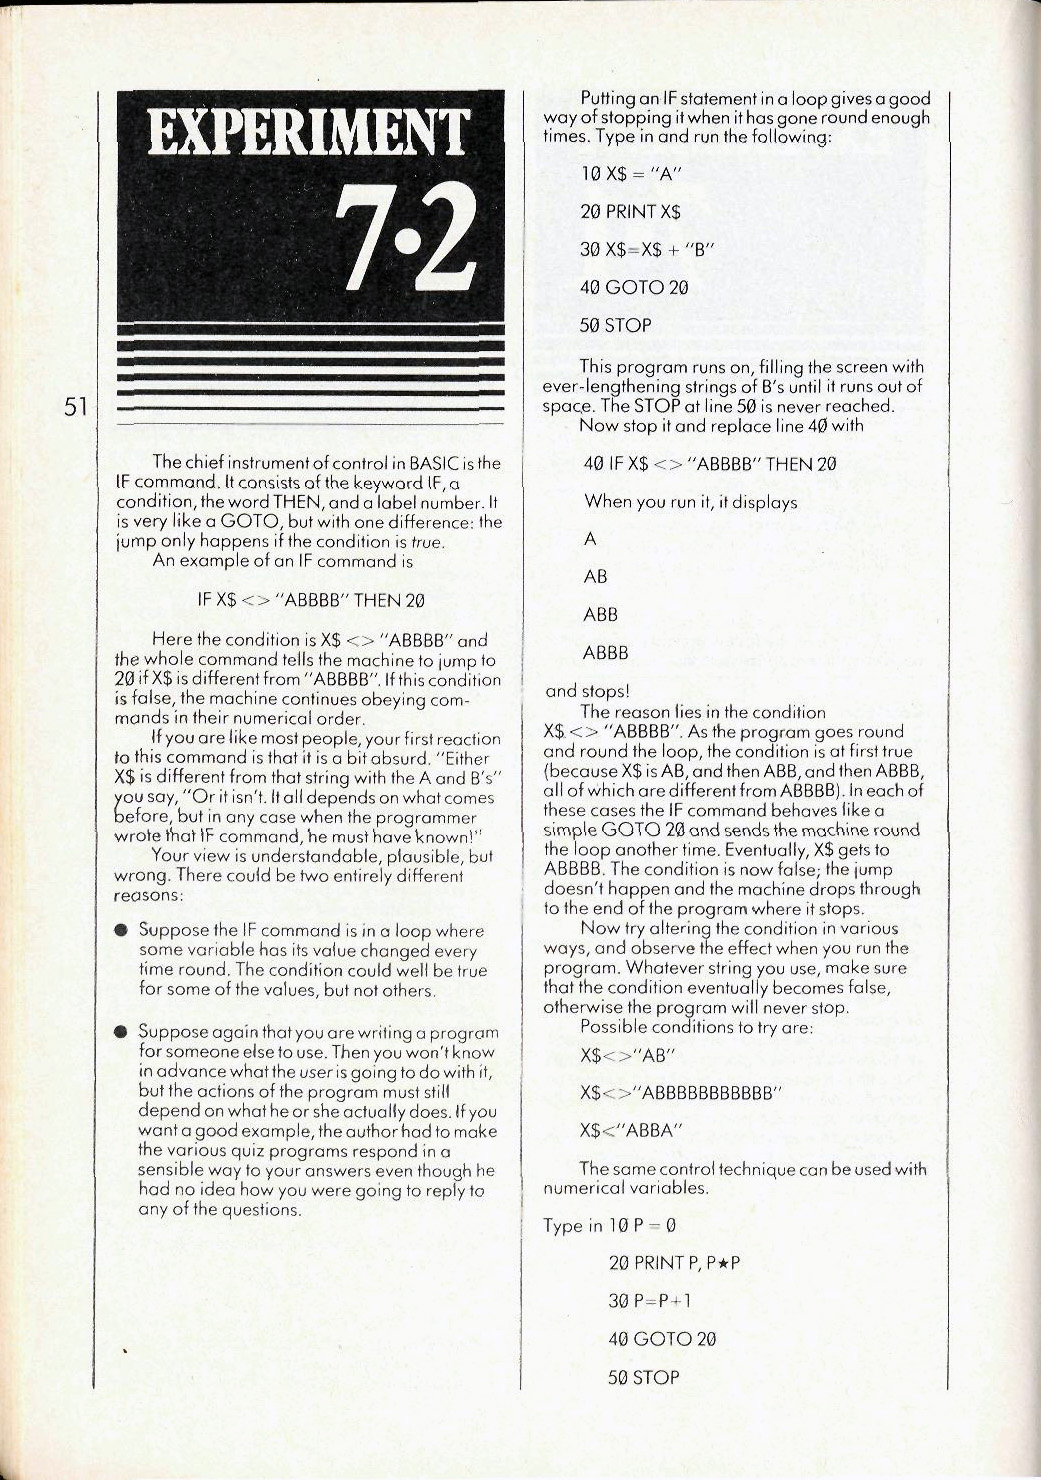 EXPERIMENT
7·2
51
The chief instrument of control in BASIC is the
IF command. It consists of the keyword IF, a
condition, the word THEN, and a label number. It
is very like a GOTO, but with one difference: the
jump only happens if the condition is true.
An example of an IF command is
IF X$ <> "ABBBB" THEN 20
Here the condition is X$ <> "ABBBB" and
the whole command tells the machine to jump to
20 if X$ is different from "ABBBB". If this condition
is false, the machine continues obeying com-
mands in their numerical order.
If you are like most people, your first reaction
to this command is that it is a bit absurd. "Either
X$ is different from that string with the A and B's"
you say, "Or it isn't. It all depends on what comes
before, but in any case when the programmer
wrote that IF command, he must have known!"
Your view is understandable, plausible, but
wrong. There could be two entirely different
reasons:
● Suppose the IF command is in a loop where
some variable has its value changed every
time round. The condition could well be true
for some of the values, but not others.
● Suppose again that you are writing a program
for someone else to use. Then you won't know
in advance what the user is going to do with it,
but the actions of the program must still
depend on what he or she actually does. If you
want a good example, the author had to make
the various quiz programs respond in a
sensible way to your answers even though he
had no idea how you were going to reply to
any of the questions.
Putting an IF statement in a loop gives a good
way of stopping it when it has gone round enough
times. Type in and run the following:
10 X$ = "A"
20 PRINT X$
30 X$=X$ + "B"
40 GOTO 20
50 STOP
This program runs on, filling the screen with
ever-lengthening strings of B's until it runs out of
space. The STOP at line 50 is never reached.
Now stop it and replace line 40 with
40 IF X$ <> "ABBBB" THEN 20
When you run it, it displays
A
AB
ABB
ABBB
and stops!
The reason lies in the condition
X$ <> "ABBBB". As the program goes round
and round the loop, the condition is at first true
(because X$ is AB, and then ABB, and then ABBB,
all of which are different from ABBBB). In each of
these cases the IF command behaves like a
simple GOTO 20 and sends the machine round
the loop another time. Eventually, X$ gets to
ABBBB. The condition is now false; the jump
doesn't happen and the machine drops through
to the end of the program where it stops.
Now try altering the condition in various
ways, and observe the effect when you run the
program. Whatever string you use, make sure
that the condition eventually becomes false,
otherwise the program will never stop.
Possible conditions to try are:
X$<>"AB"
X$<>"ABBBBBBBBBBB"
X$<"ABBA"
The same control technique can be used with
numerical variables.
Type in 10 P = 0
20 PRINT P, P★P
30 P=P+1
40 GOTO 20
50 STOP